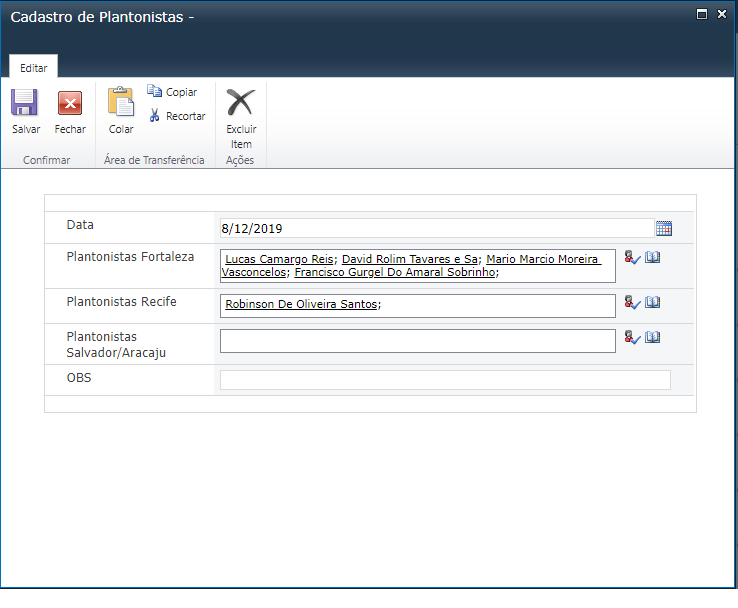 Cadastro de Plantonistas -
Editar
Salvar
Fechar
Colar
Copiar
Recortar
Excluir
Item
Confirmar
Área de Transferência
Ações
Data
8/12/2019
Plantonistas Fortaleza
Lucas Camargo Reis; David Rolim Tavares e Sa; Mario Marcio Moreira
Vasconcelos; Francisco Gurgel Do Amaral Sobrinho;
Plantonistas Recife
Robinson De Oliveira Santos;
Plantonistas
Salvador/Aracaju
OBS